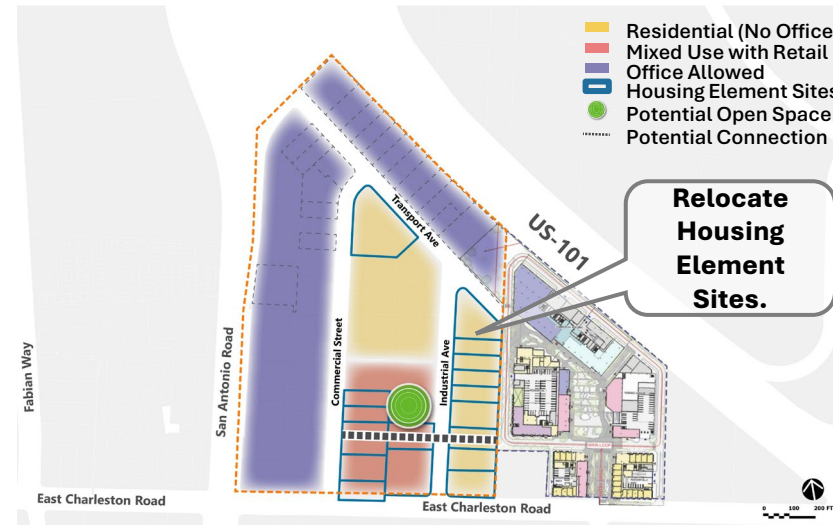 Residential (No Office
Mixed Use with Retail
Office Allowed
Housing Element Sites
Potential Open Space
Potential Connection
Relocate
Housing
Element
Sites.
US-101
Transport Ave
Commercial Street
Industrial Ave
San Antonio Road
Fabian Way
East Charleston Road
East Charleston Road
0 100 200 FT